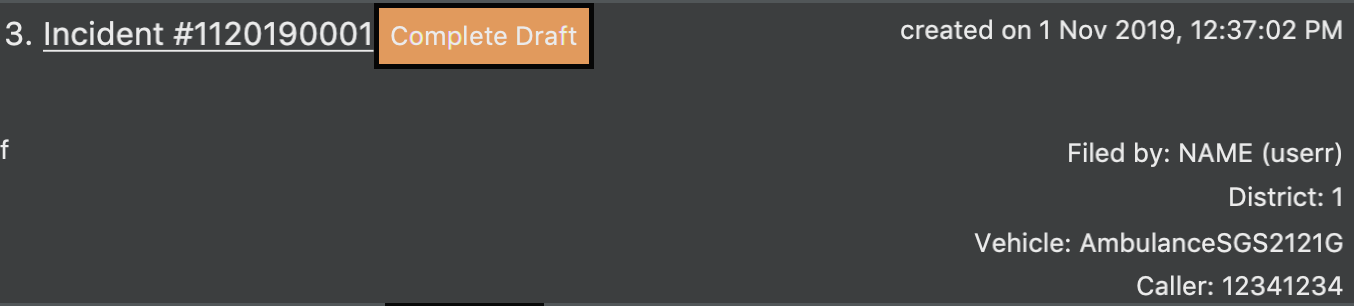 3. Incident #1120190001 Complete Draft created on 1 Nov 2019, 12:37:02 PM
f
Filed by: NAME (userr)
District: 1
Vehicle: AmbulanceSGS2121G
Caller: 12341234